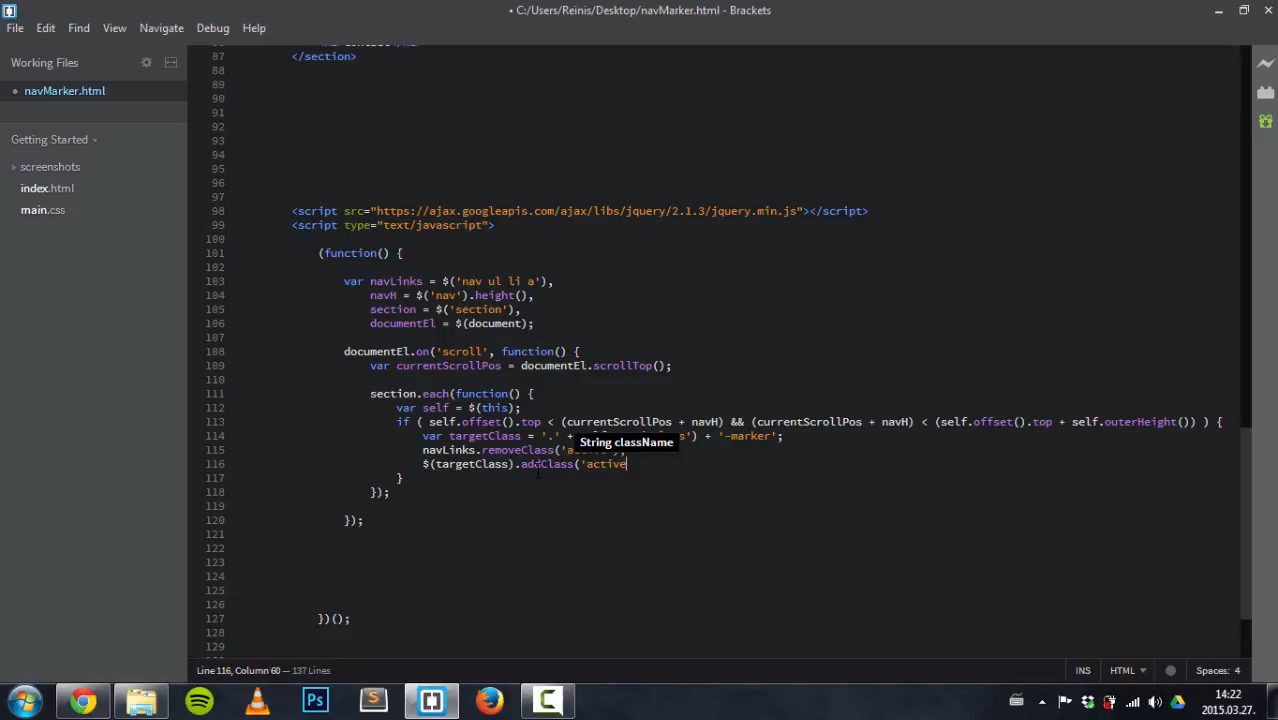 • C:/Users/Reinis/Desktop/navMarker.html - Brackets
File Edit Find View Navigate Debug Help
Working Files
• navMarker.html
Getting Started
screenshots
index.html
main.css
87 </section>
88
89
90
91
92
93
94
95
96
97
98 <script src="https://ajax.googleapis.com/ajax/libs/jquery/2.1.3/jquery.min.js"></script>
99 <script type="text/javascript">
100
101 (function() {
102
103 var navLinks = $('nav ul li a'),
104 navH = $('nav').height(),
105 section = $('section'),
106 documentEl = $(document);
107
108 documentEl.on('scroll', function() {
109 var currentScrollPos = documentEl.scrollTop();
110
111 section.each(function() {
112 var self = $(this);
113 if ( self.offset().top < (currentScrollPos + navH) && (currentScrollPos + navH) < (self.offset().top + self.outerHeight()) ) {
114 var targetClass = '.' + ') + '-marker';
String className
115 navLinks.removeClass('
116 $(targetClass).addClass('active
117 }
118 });
119
120 });
121
122
123
124
125
126
127 })();
128
129
Line 116, Column 60 — 137 Lines
INS HTML Spaces: 4
Ps S C
14:22
2015.03.27.